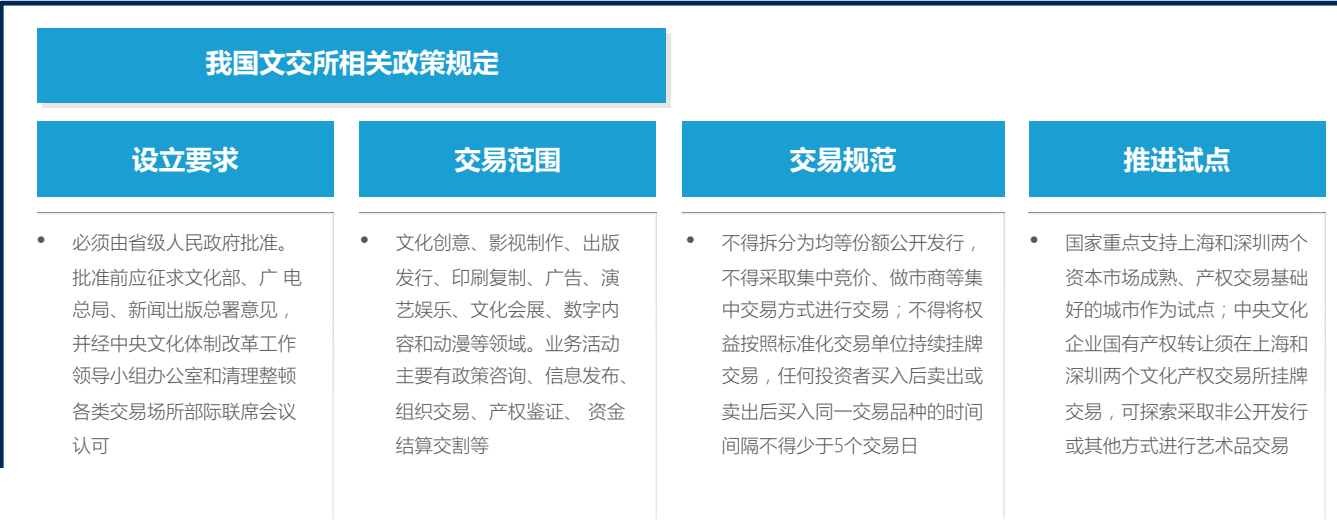 我国文交所相关政策规定
设立要求
• 必须由省级人民政府批准。
批准前应征求文化部、广 电
总局、新闻出版总署意见，
并经中央文化体制改革工作
领导小组办公室和清理整顿
各类交易场所部际联席会议
认可
交易范围
• 文化创意、影视制作、出版
发行、印刷复制、广告、演
艺娱乐、文化会展、数字内
容和动漫等领域。业务活动
主要有政策咨询、信息发布、
组织交易、产权鉴证、 资金
结算交割等
交易规范
• 不得拆分为均等份额公开发行，
不得采取集中竞价、做市商等集
中交易方式进行交易；不得将权
益按照标准化交易单位持续挂牌
交易，任何投资者买入后卖出或
卖出后买入同一交易品种的时间
间隔不得少于5个交易日
推进试点
• 国家重点支持上海和深圳两个
资本市场成熟、产权交易基础
好的城市作为试点；中央文化
企业国有产权转让须在上海和
深圳两个文化产权交易所挂牌
交易，可探索采取非公开发行
或其他方式进行艺术品交易